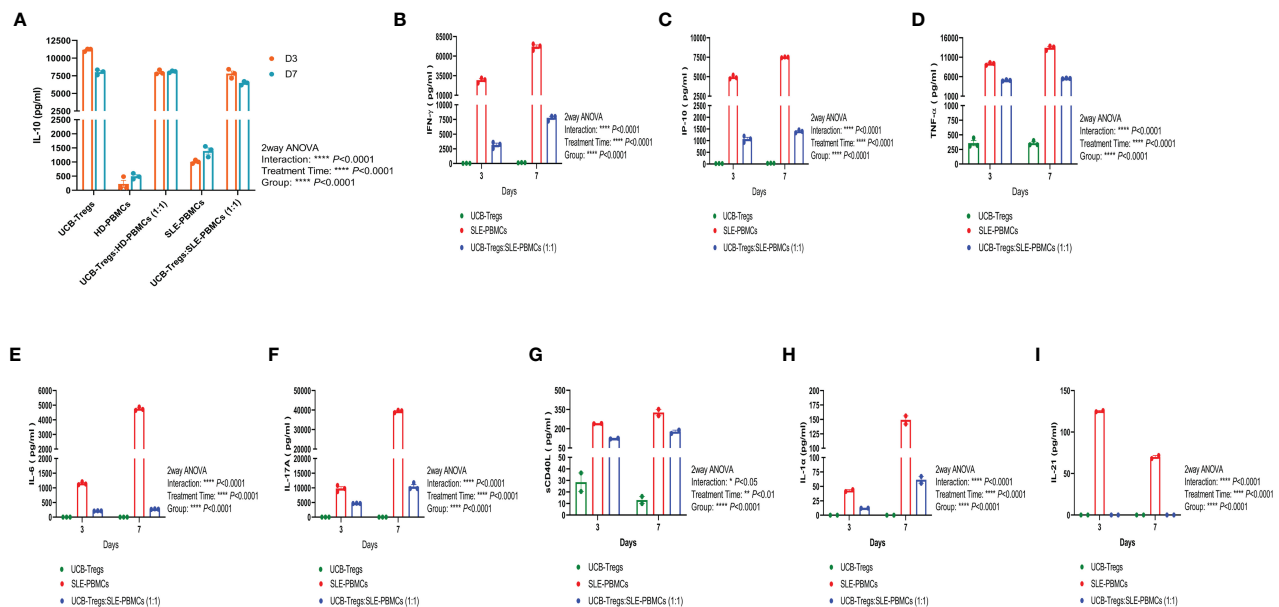 A
IL-10 (pg/ml)
12500
10000
7500
5000
2500
1500
1000
500
0
D3
D7
2way ANOVA
Interaction: **** P<0.0001
Treatment Time: **** P<0.0001
Group: **** P<0.0001
UCB-Tregs
HD-PBMCs
UCB-Tregs:HD-PBMCs (1:1)
SLE-PBMCs
UCB-Tregs:SLE-PBMCs (1:1)
B
IFN-γ ( pg/ml )
85000
60000
35000
10000
10000
7500
5000
2500
0
3
7
Days
2way ANOVA
Interaction: **** P<0.0001
Treatment Time: **** P<0.0001
Group: **** P<0.0001
UCB-Tregs
SLE-PBMCs
UCB-Tregs:SLE-PBMCs (1:1)
C
IP-10 ( pg/ml )
10000
7500
5000
2500
2000
1500
1000
500
0
3
7
Days
2way ANOVA
Interaction: **** P<0.0001
Treatment Time: **** P<0.0001
Group: **** P<0.0001
UCB-Tregs
SLE-PBMCs
UCB-Tregs:SLE-PBMCs (1:1)
D
TNF-α ( pg/ml )
16000
11000
6000
1000
1000
750
500
250
0
3
7
Days
2way ANOVA
Interaction: **** P<0.0001
Treatment Time: **** P<0.0001
Group: **** P<0.0001
UCB-Tregs
SLE-PBMCs
UCB-Tregs:SLE-PBMCs (1:1)
E
IL-6 ( pg/ml )
6000
5000
4000
3000
2000
2000
1000
0
3
7
Days
2way ANOVA
Interaction: **** P<0.0001
Treatment Time: **** P<0.0001
Group: **** P<0.0001
UCB-Tregs
SLE-PBMCs
UCB-Tregs:SLE-PBMCs (1:1)
F
IL-17A ( pg/ml )
50000
40000
30000
20000
15000
10000
5000
0
3
7
Days
2way ANOVA
Interaction: **** P<0.0001
Treatment Time: **** P<0.0001
Group: **** P<0.0001
UCB-Tregs
SLE-PBMCs
UCB-Tregs:SLE-PBMCs (1:1)
G
sCD40L ( pg/ml )
450
300
150
50
50
40
30
20
10
0
3
7
Days
2way ANOVA
Interaction: * P<0.05
Treatment Time: ** P<0.01
Group: **** P<0.0001
UCB-Tregs
SLE-PBMCs
UCB-Tregs:SLE-PBMCs (1:1)
H
IL-1α ( pg/ml )
200
175
150
125
100
100
75
50
25
0
3
7
Days
2way ANOVA
Interaction: **** P<0.0001
Treatment Time: **** P<0.0001
Group: **** P<0.0001
UCB-Tregs
SLE-PBMCs
UCB-Tregs:SLE-PBMCs (1:1)
I
IL-21 ( pg/ml )
150
100
50
0
3
7
Days
2way ANOVA
Interaction: **** P<0.0001
Treatment Time: **** P<0.0001
Group: **** P<0.0001
UCB-Tregs
SLE-PBMCs
UCB-Tregs:SLE-PBMCs (1:1)